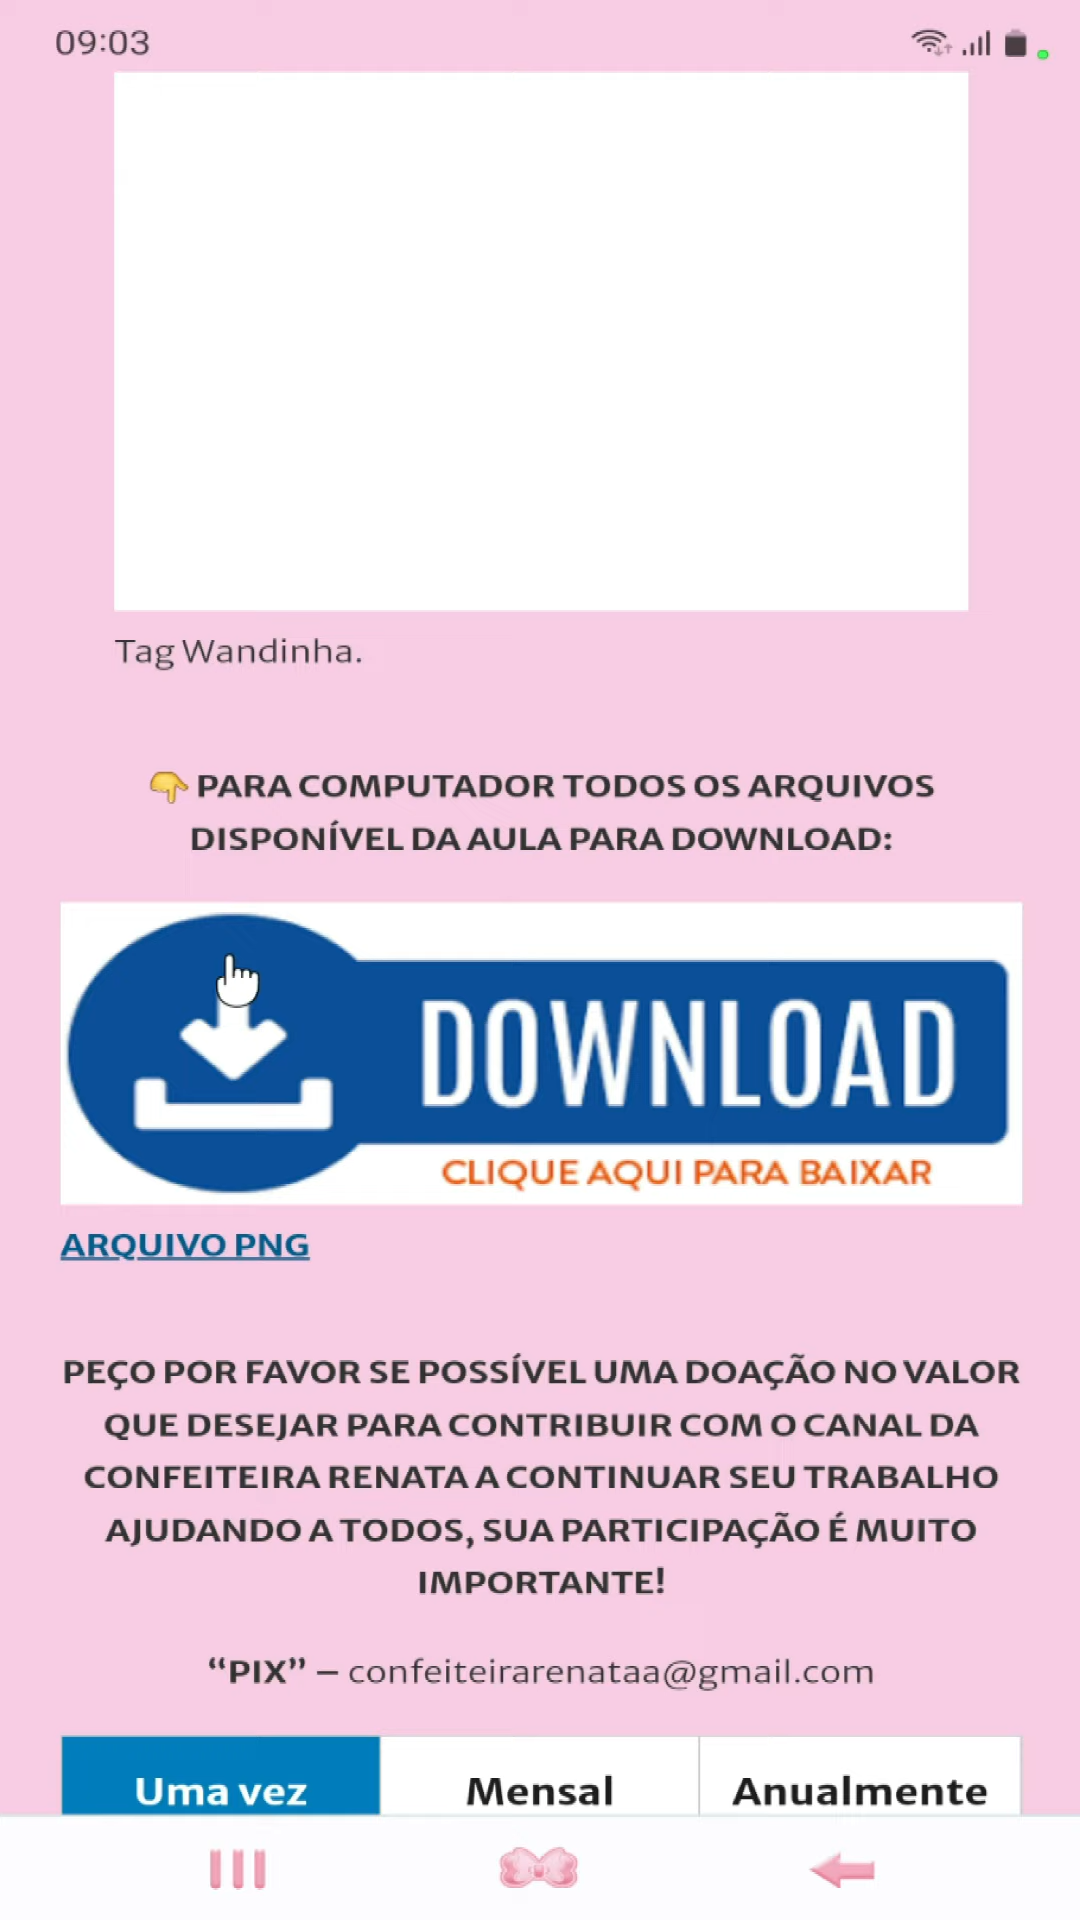 09:03
Tag Wandinha.
👇 PARA COMPUTADOR TODOS OS ARQUIVOS
DISPONÍVEL DA AULA PARA DOWNLOAD:
DOWNLOAD
CLIQUE AQUI PARA BAIXAR
ARQUIVO PNG
PEÇO POR FAVOR SE POSSÍVEL UMA DOAÇÃO NO VALOR
QUE DESEJAR PARA CONTRIBUIR COM O CANAL DA
CONFEITEIRA RENATA A CONTINUAR SEU TRABALHO
AJUDANDO A TODOS, SUA PARTICIPAÇÃO É MUITO
IMPORTANTE!
“PIX” – confeiteirarenataa@gmail.com
Uma vez
Mensal
Anualmente